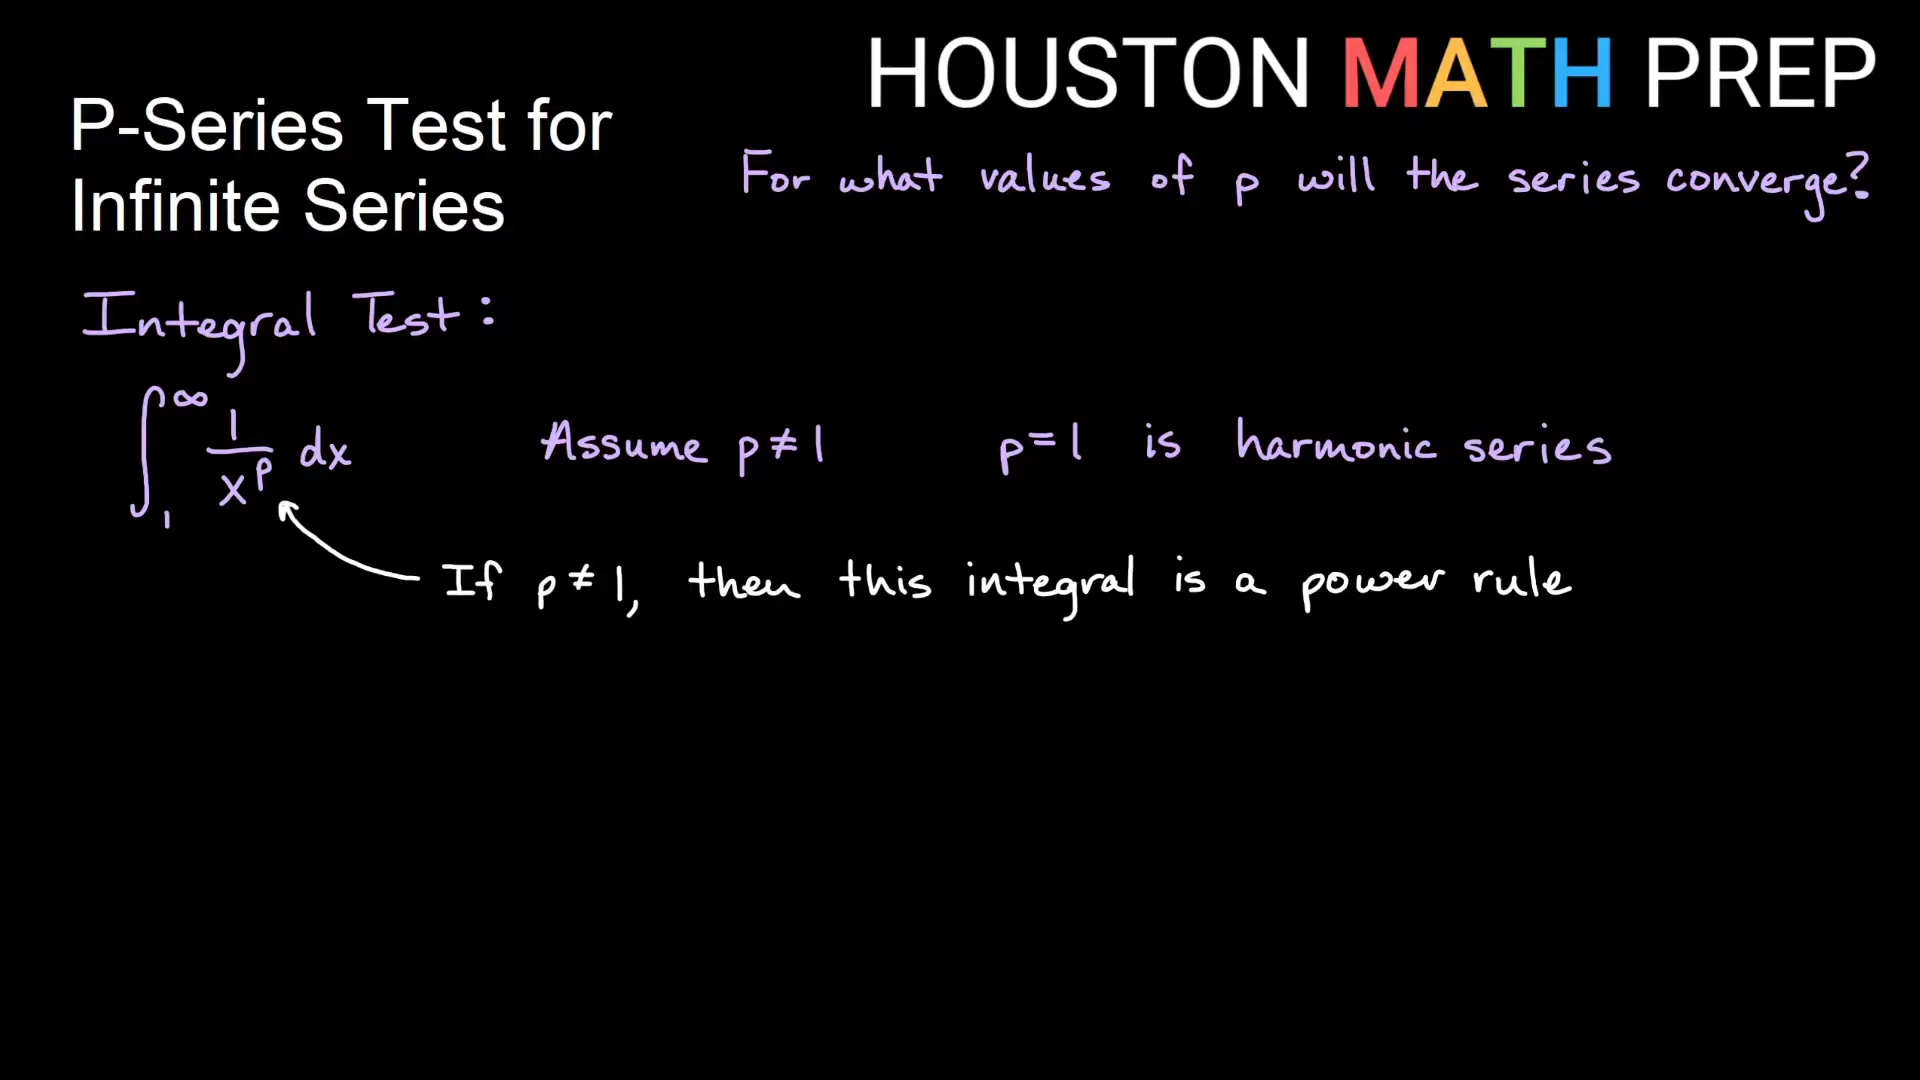 HOUSTON MATH PREP
P-Series Test for
Infinite Series
For what values of p will the series converge?
Integral Test:
∫₁^∞ 1/x^p dx
Assume p≠1
p=1 is harmonic series
If p≠1, then this integral is a power rule